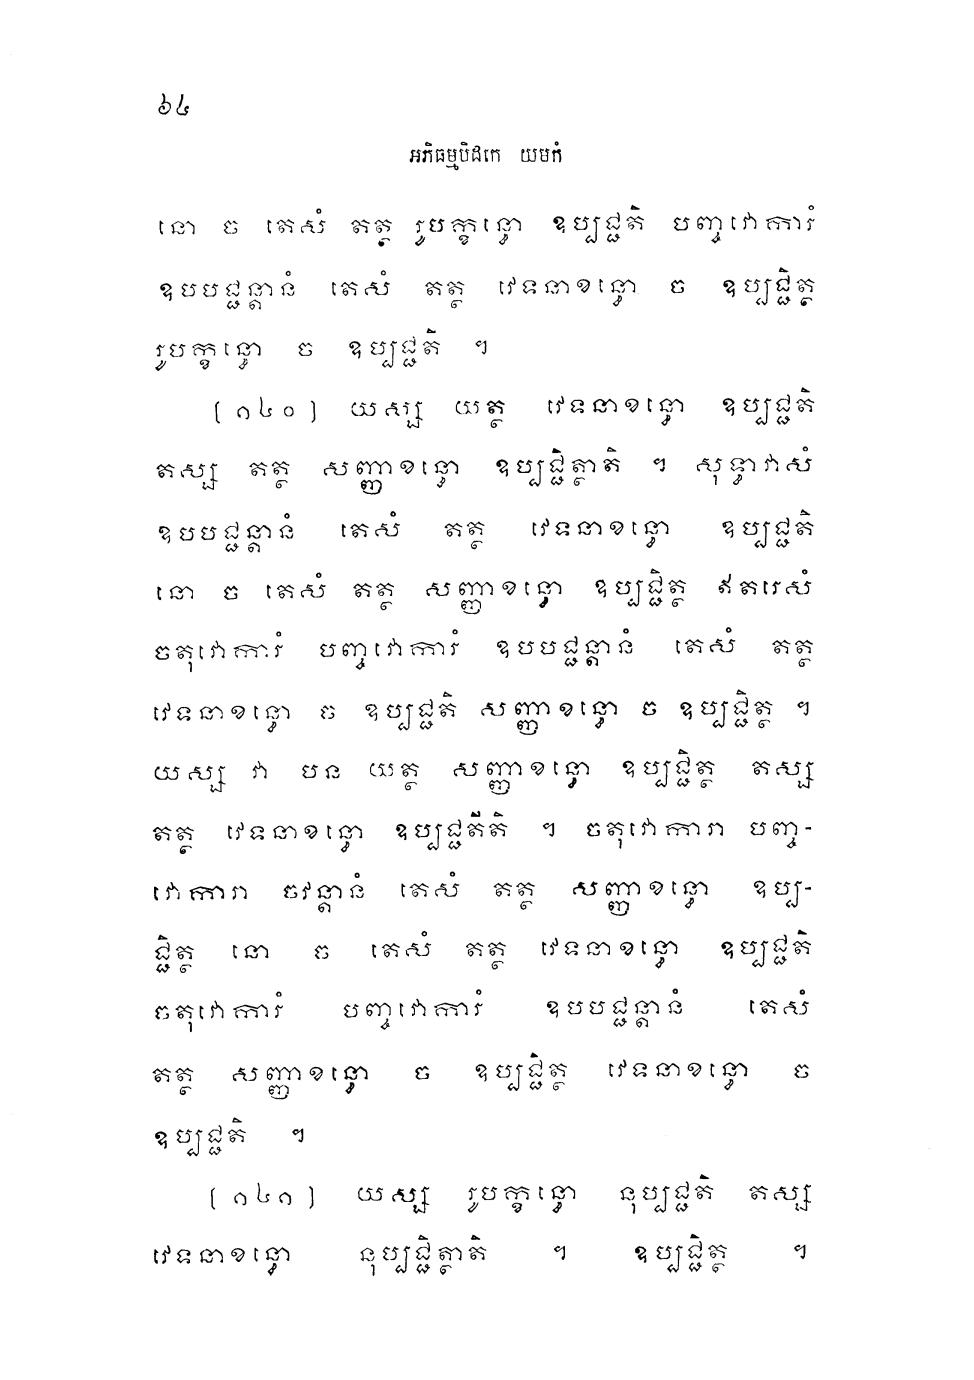 ៦៤
អភិធម្មបិដកេ យមកំ
នោ ច តេសំ តត្ថ រូបក្ខន្ធោ ឧប្បជ្ជតិ បញ្ចវោការំ
ឧបបជ្ជន្តានំ តេសំ តត្ថ វេទនាខន្ធោ ច ឧប្បជ្ជិត្ថ
រូបក្ខន្ធោ ច ឧប្បជ្ជតិ ។
[១៤០] យស្ស យត្ថ វេទនាខន្ធោ ឧប្បជ្ជតិ
តស្ស តត្ថ សញ្ញាខន្ធោ ឧប្បជ្ជិត្ថាតិ ។ សុទ្ធាវាសំ
ឧបបជ្ជន្តានំ តេសំ តត្ថ វេទនាខន្ធោ ឧប្បជ្ជតិ
នោ ច តេសំ តត្ថ សញ្ញាខន្ធោ ឧប្បជ្ជិត្ថ ឥតរេសំ
ចតុវោការំ បញ្ចវោការំ ឧបបជ្ជន្តានំ តេសំ តត្ថ
វេទនាខន្ធោ ច ឧប្បជ្ជតិ សញ្ញាខន្ធោ ច ឧប្បជ្ជិត្ថ ។
យស្ស វា បន យត្ថ សញ្ញាខន្ធោ ឧប្បជ្ជិត្ថ តស្ស
តត្ថ វេទនាខន្ធោ ឧប្បជ្ជតីតិ ។ ចតុវោការា បញ្ច-
វោការា ចវន្តានំ តេសំ តត្ថ សញ្ញាខន្ធោ ឧប្ប-
ជ្ជិត្ថ នោ ច តេសំ តត្ថ វេទនាខន្ធោ ឧប្បជ្ជតិ
ចតុវោការំ បញ្ចវោការំ ឧបបជ្ជន្តានំ តេសំ
តត្ថ សញ្ញាខន្ធោ ច ឧប្បជ្ជិត្ថ វេទនាខន្ធោ ច
ឧប្បជ្ជតិ ។
[១៤១] យស្ស រូបក្ខន្ធោ នុប្បជ្ជតិ តស្ស
វេទនាខន្ធោ នុប្បជ្ជិត្ថាតិ ។ ឧប្បជ្ជិត្ថ ។